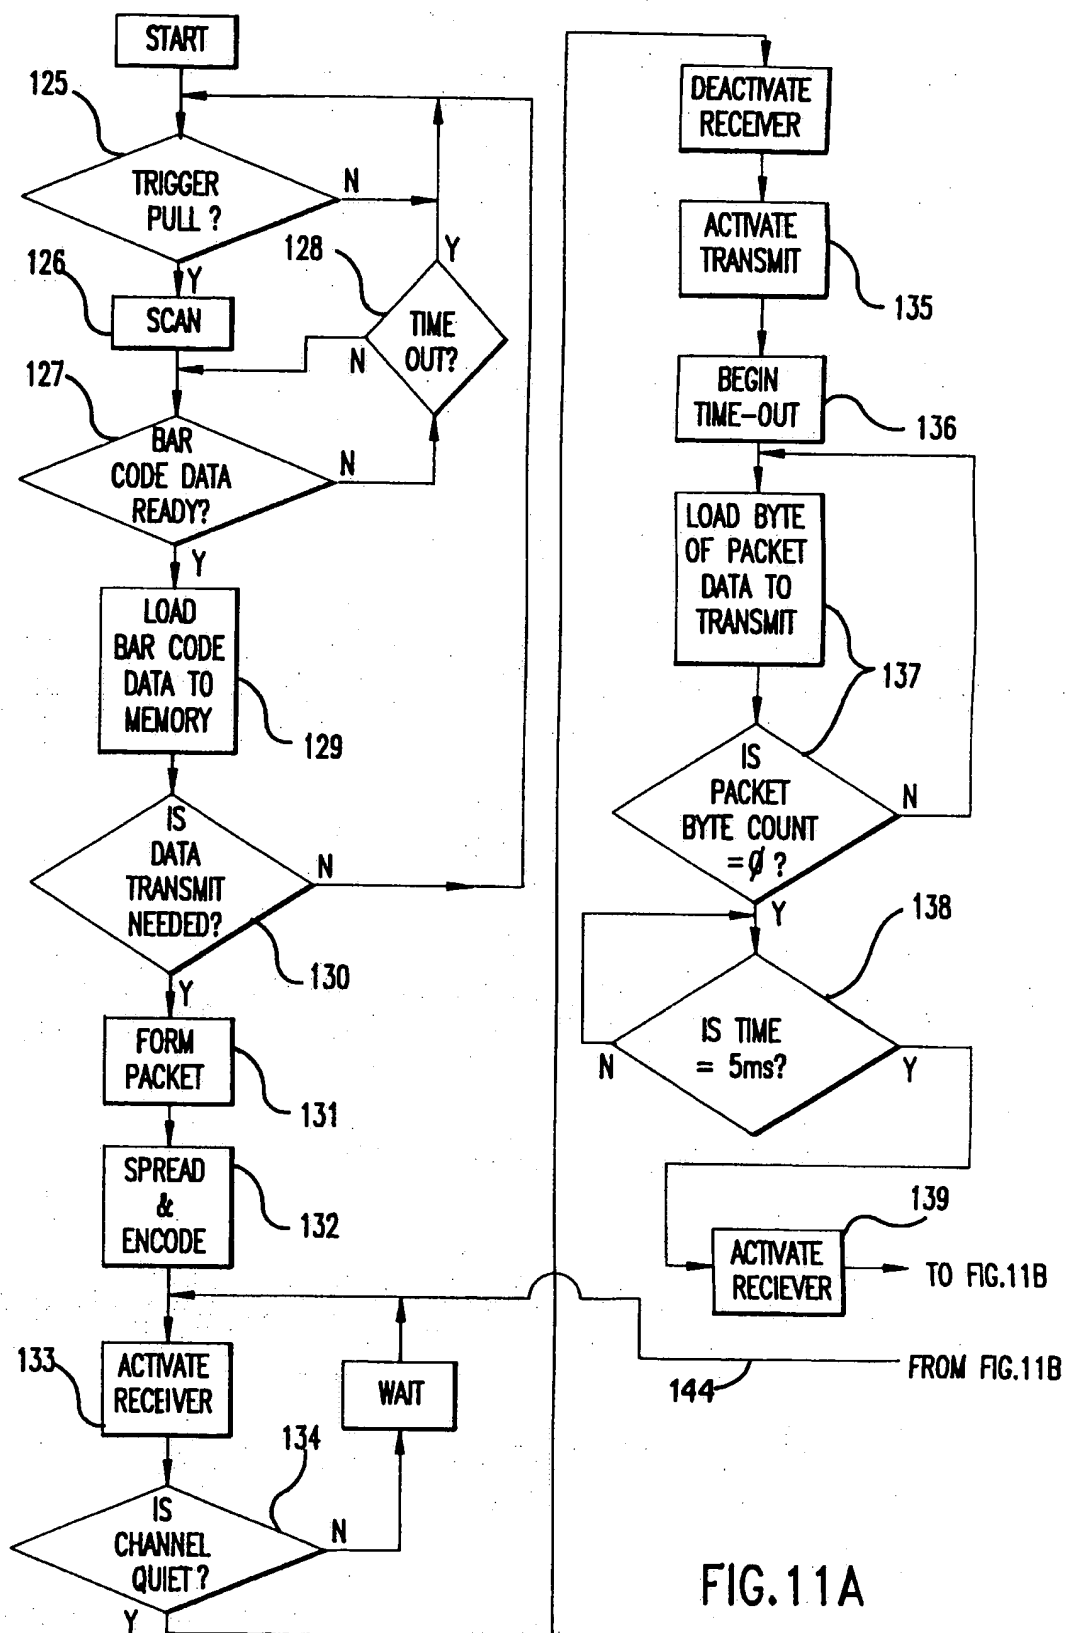 START
125
TRIGGER
PULL ?
N
Y
126
SCAN
128
Y
TIME
OUT?
N
127
BAR
CODE DATA
READY?
N
Y
LOAD
BAR CODE
DATA TO
MEMORY
129
IS
DATA
TRANSMIT
NEEDED?
N
130
Y
FORM
PACKET
131
SPREAD
&
ENCODE
132
133
ACTIVATE
RECEIVER
WAIT
134
IS
CHANNEL
QUIET?
N
Y
DEACTIVATE
RECEIVER
ACTIVATE
TRANSMIT
135
BEGIN
TIME-OUT
136
LOAD BYTE
OF PACKET
DATA TO
TRANSMIT
137
IS
PACKET
BYTE COUNT
=Ø ?
N
Y
138
IS TIME
= 5ms?
N
Y
139
ACTIVATE
RECIEVER
TO FIG.11B
FROM FIG.11B
144
FIG.11A